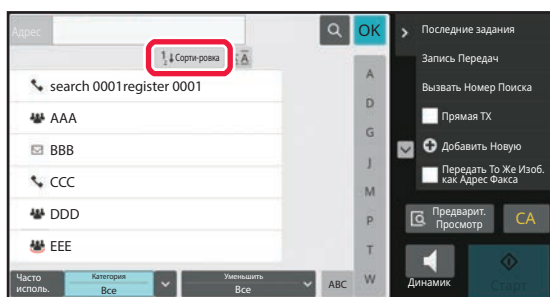 Адрес
OK
Сорти-ровка
A
search 0001register 0001
AAA
BBB
CCC
DDD
EEE
A
D
G
J
M
P
T
W
Часто исполь.
Категория
Все
Уменьшить
Все
ABC
Последние задания
Запись Передач
Вызвать Номер Поиска
Прямая TX
Добавить Новую
Передать То Же Изоб.
как Адрес Факса
Предварит.
Просмотр
CA
Динамик
Старт